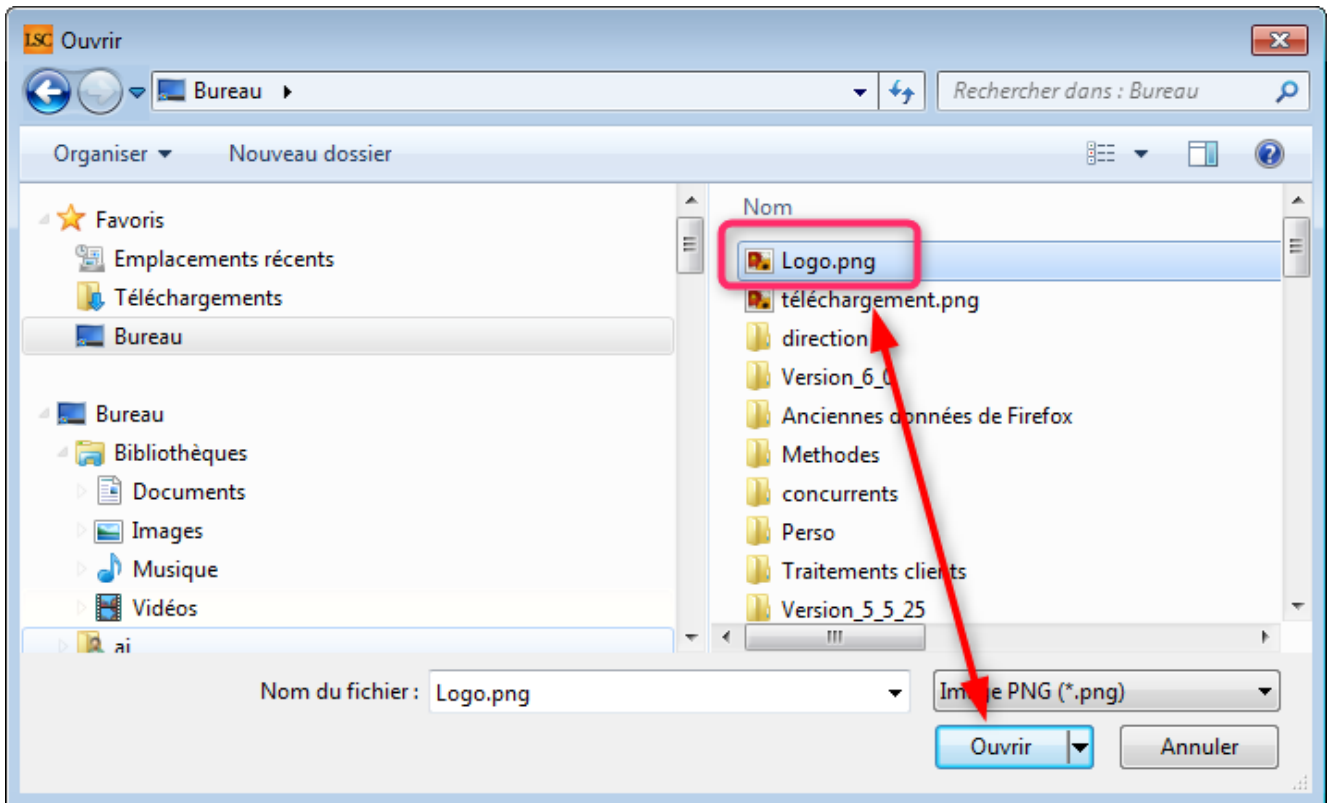 LSC Ouvrir
Bureau
Rechercher dans : Bureau
Organiser
Nouveau dossier
Favoris
Emplacements récents
Téléchargements
Bureau
Bureau
Bibliothèques
Documents
Images
Musique
Vidéos
ai
Nom
Logo.png
téléchargement.png
direction
Version_6_0
Anciennes données de Firefox
Methodes
concurrents
Perso
Traitements clients
Version_5_5_25
Nom du fichier : Logo.png
Image PNG (*.png)
Ouvrir
Annuler